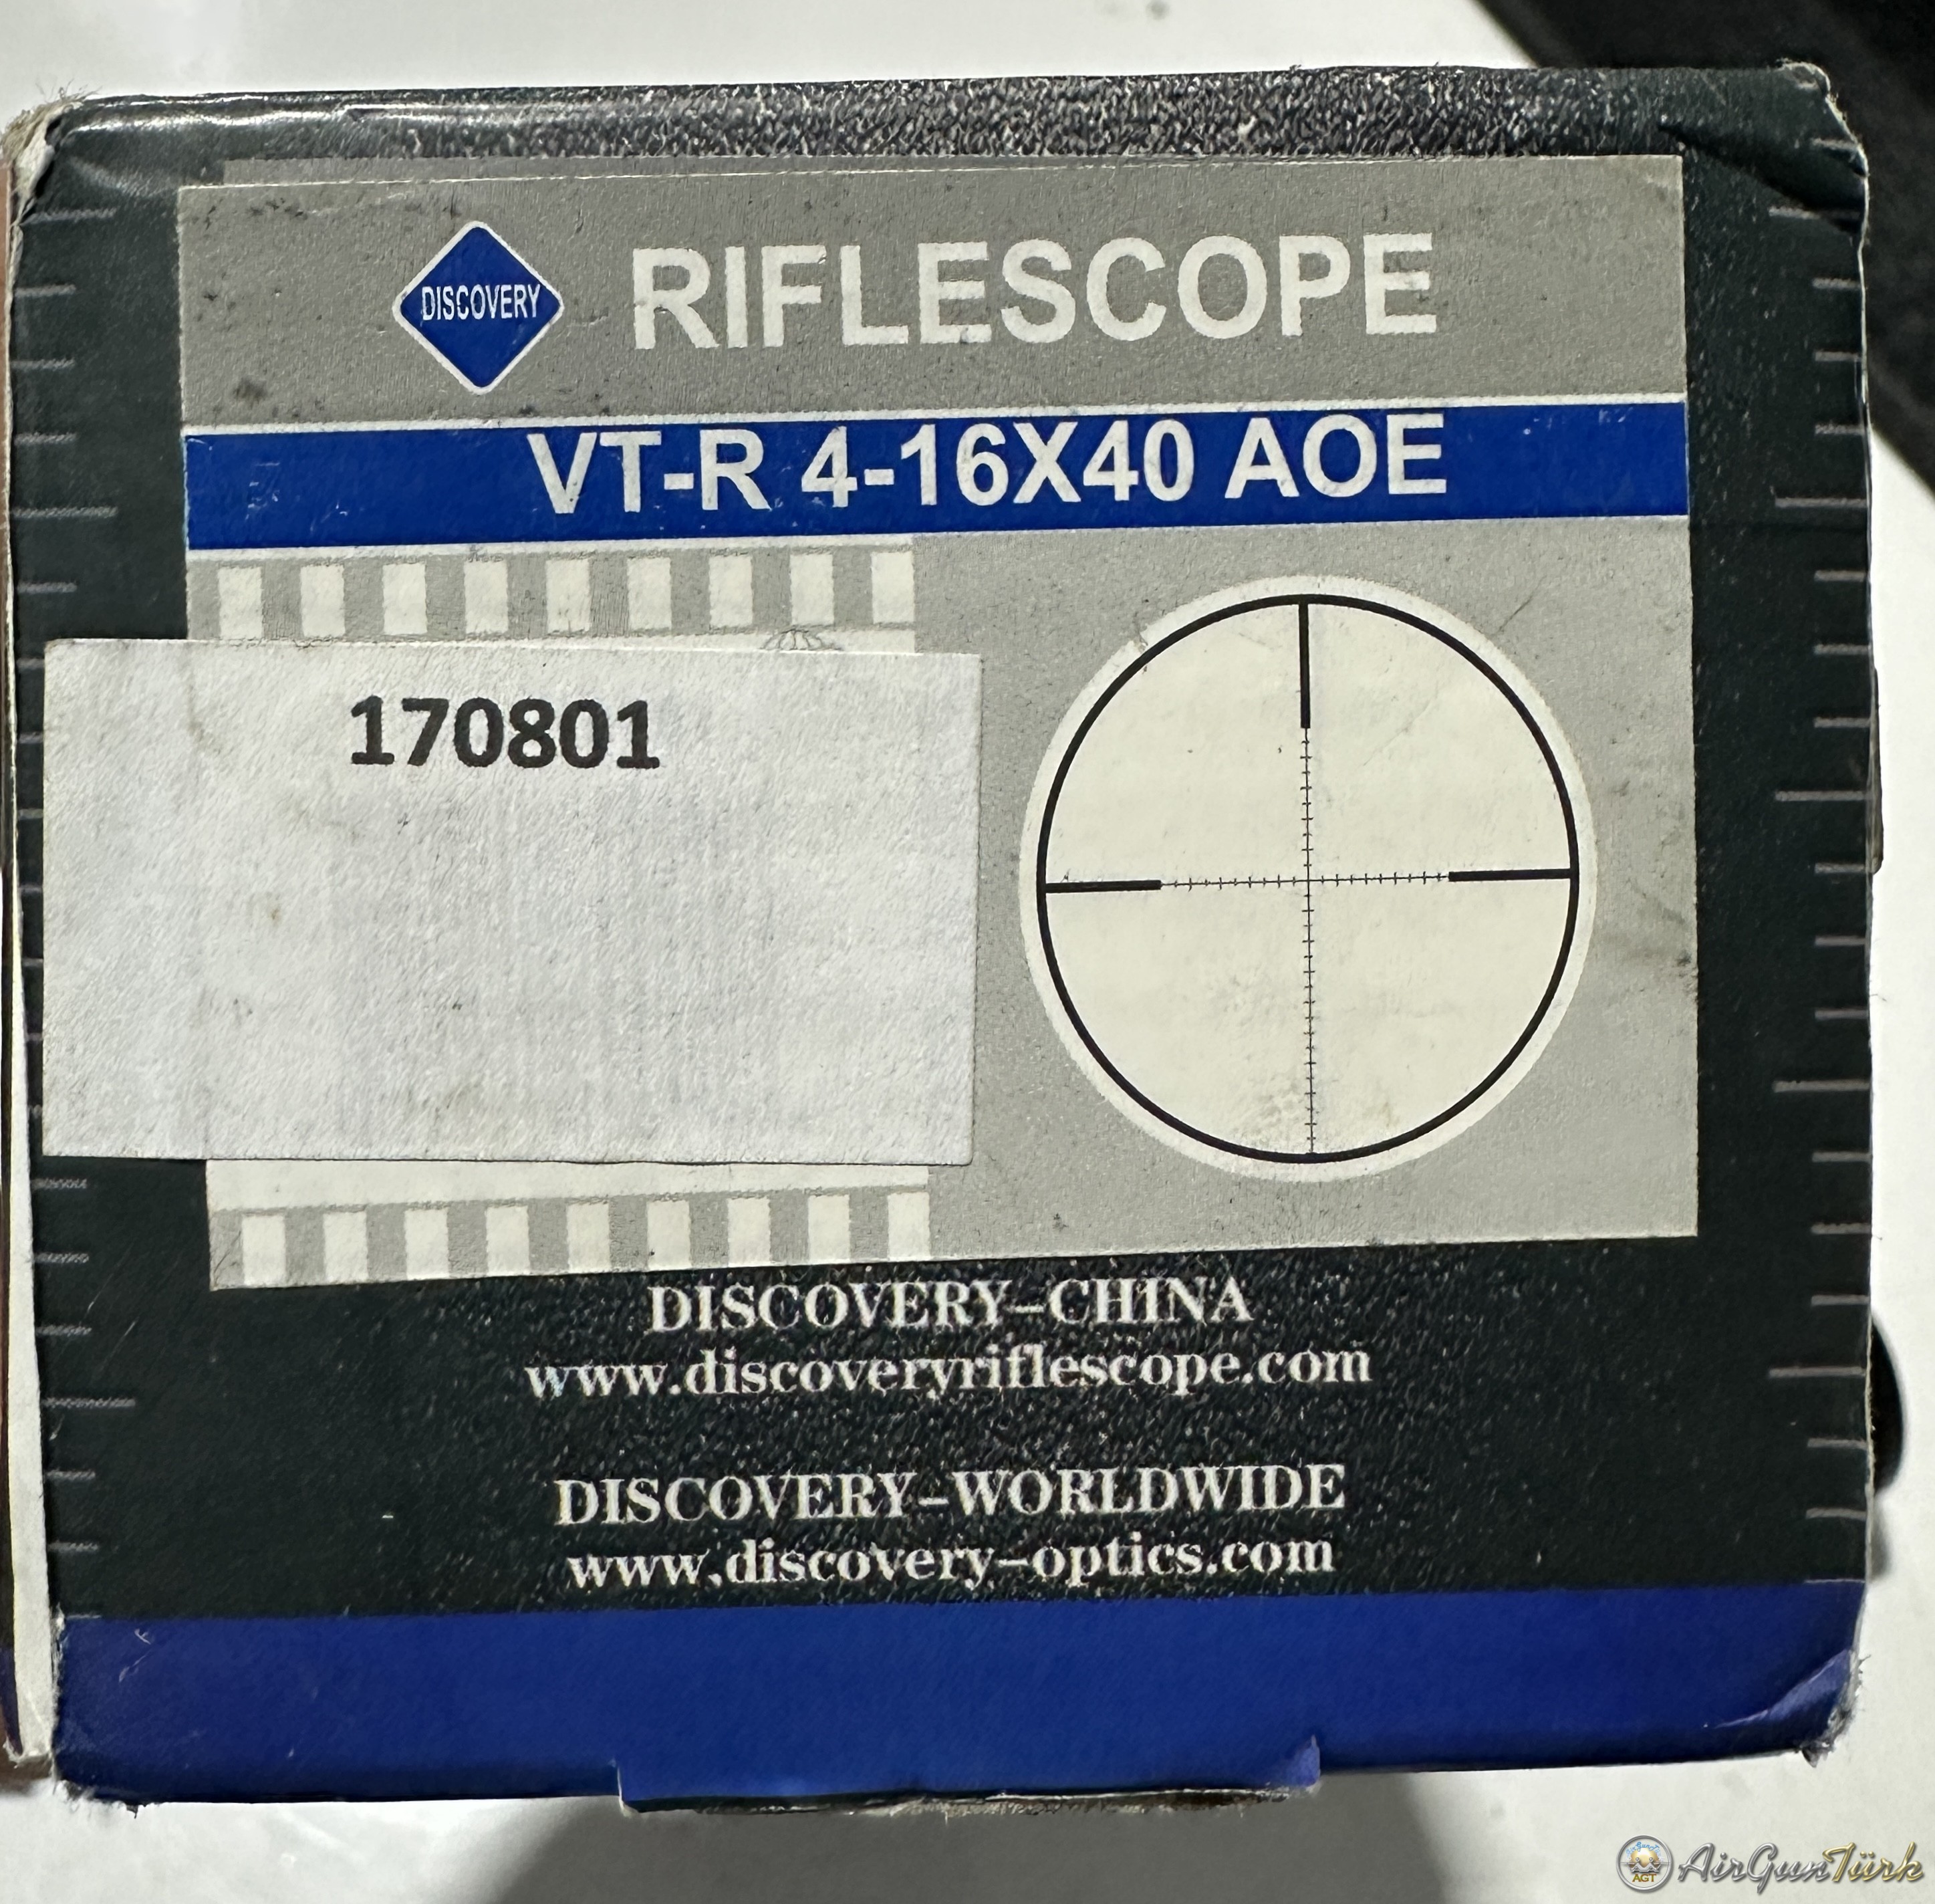 DISCOVERY RIFLESCOPE
VT-R 4-16X40 AOE
170801
DISCOVERY-CHINA
www.discoveryriflescope.com
DISCOVERY-WORLDWIDE
www.discovery-optics.com
AirGunTürk
AGT